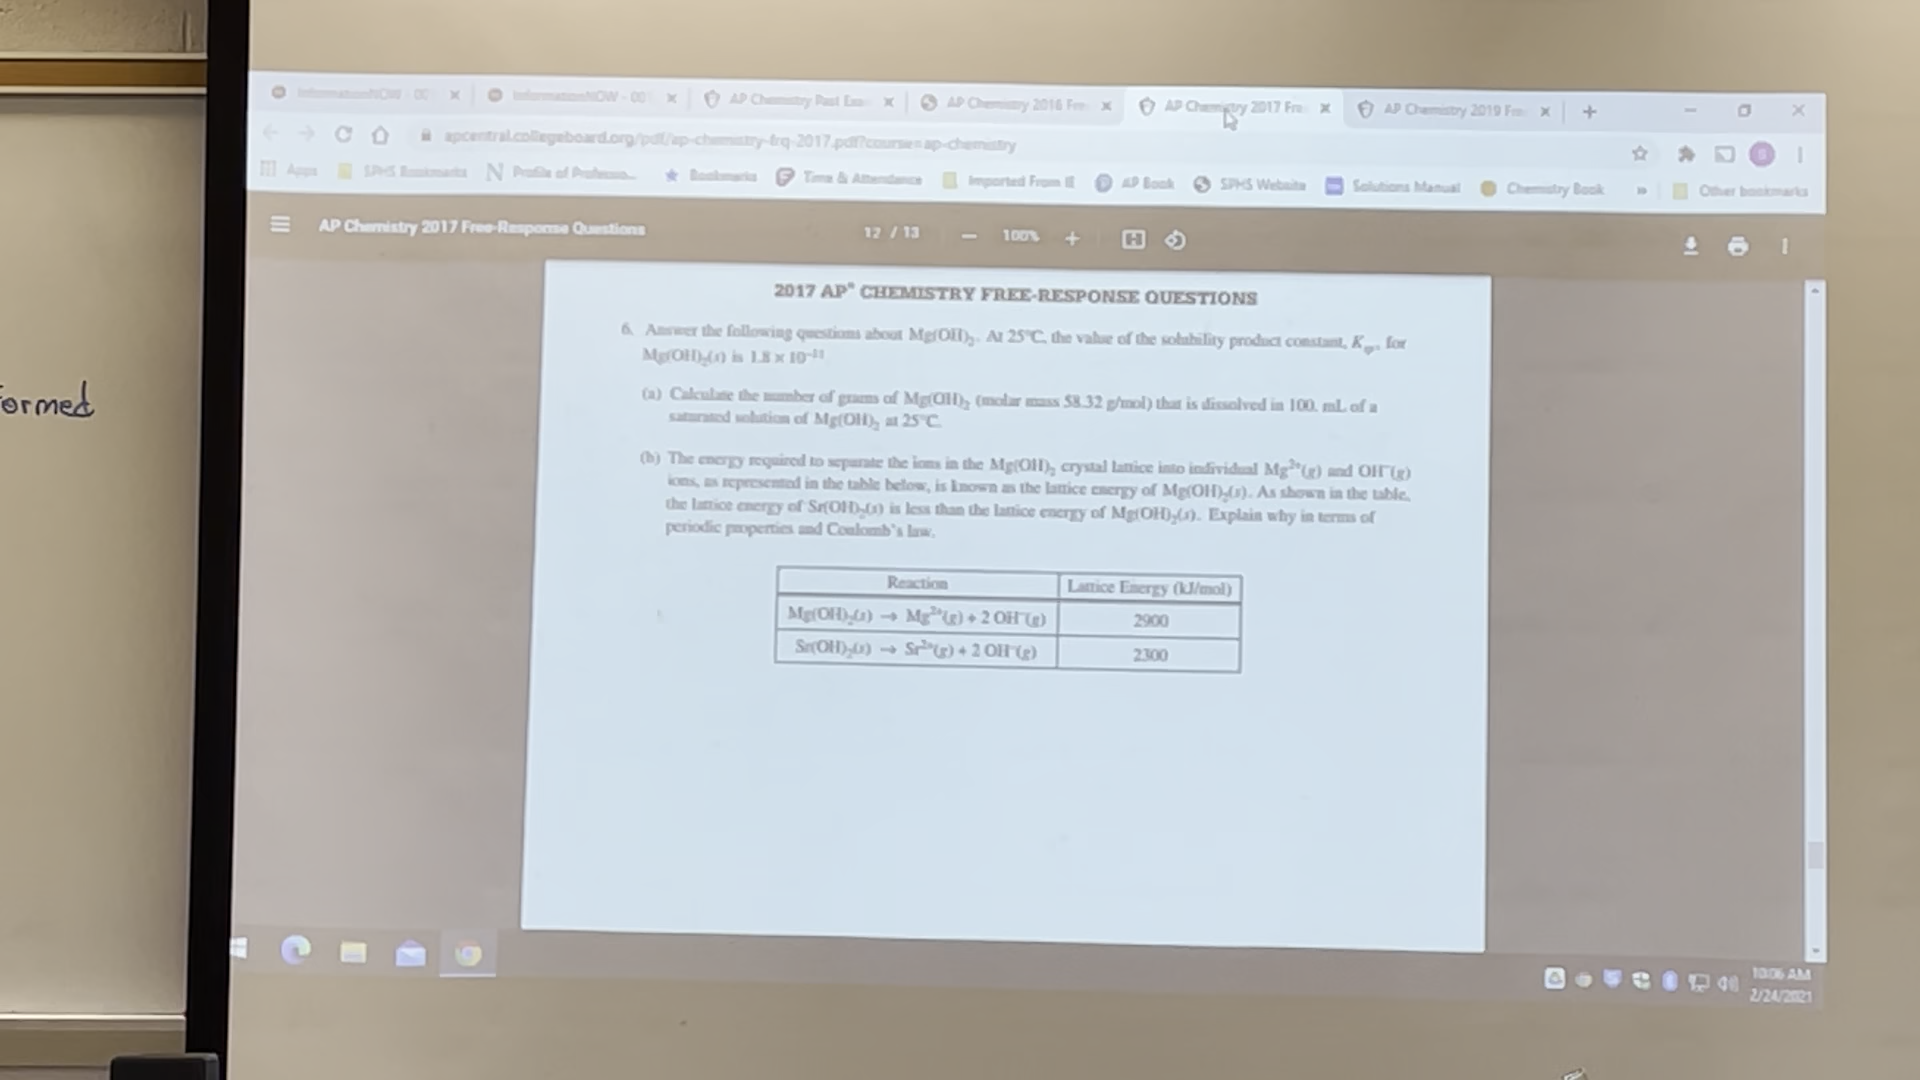 ormed
InformationNOW - 00
InformationNOW - 00
AP Chemistry Past Exa
AP Chemistry 2016 Fre
AP Chemistry 2017 Fre
AP Chemistry 2019 Fre
apcentral.collegeboard.org/pdf/ap-chemistry-frq-2017.pdf?course=ap-chemistry
Apps SPHS Bookmarks Profile of Professio... Bookmarks Time & Attendance Imported From IE AP Book SPHS Website Solutions Manual Chemistry Book » Other bookmarks
AP Chemistry 2017 Free-Response Questions 12 / 13 − 100% +
2017 AP® CHEMISTRY FREE-RESPONSE QUESTIONS
6. Answer the following questions about Mg(OH)₂. At 25°C, the value of the solubility product constant, Kₛₚ, for
Mg(OH)₂(s) is 1.8 × 10⁻¹¹
(a) Calculate the number of grams of Mg(OH)₂ (molar mass 58.32 g/mol) that is dissolved in 100. mL of a
saturated solution of Mg(OH)₂ at 25°C.
(b) The energy required to separate the ions in the Mg(OH)₂ crystal lattice into individual Mg²⁺(g) and OH⁻(g)
ions, as represented in the table below, is known as the lattice energy of Mg(OH)₂(s). As shown in the table,
the lattice energy of Sr(OH)₂(s) is less than the lattice energy of Mg(OH)₂(s). Explain why in terms of
periodic properties and Coulomb's law.
Reaction Lattice Energy (kJ/mol)
Mg(OH)₂(s) → Mg²⁺(g) + 2 OH⁻(g) 2900
Sr(OH)₂(s) → Sr²⁺(g) + 2 OH⁻(g) 2300
10:06 AM
2/24/2021